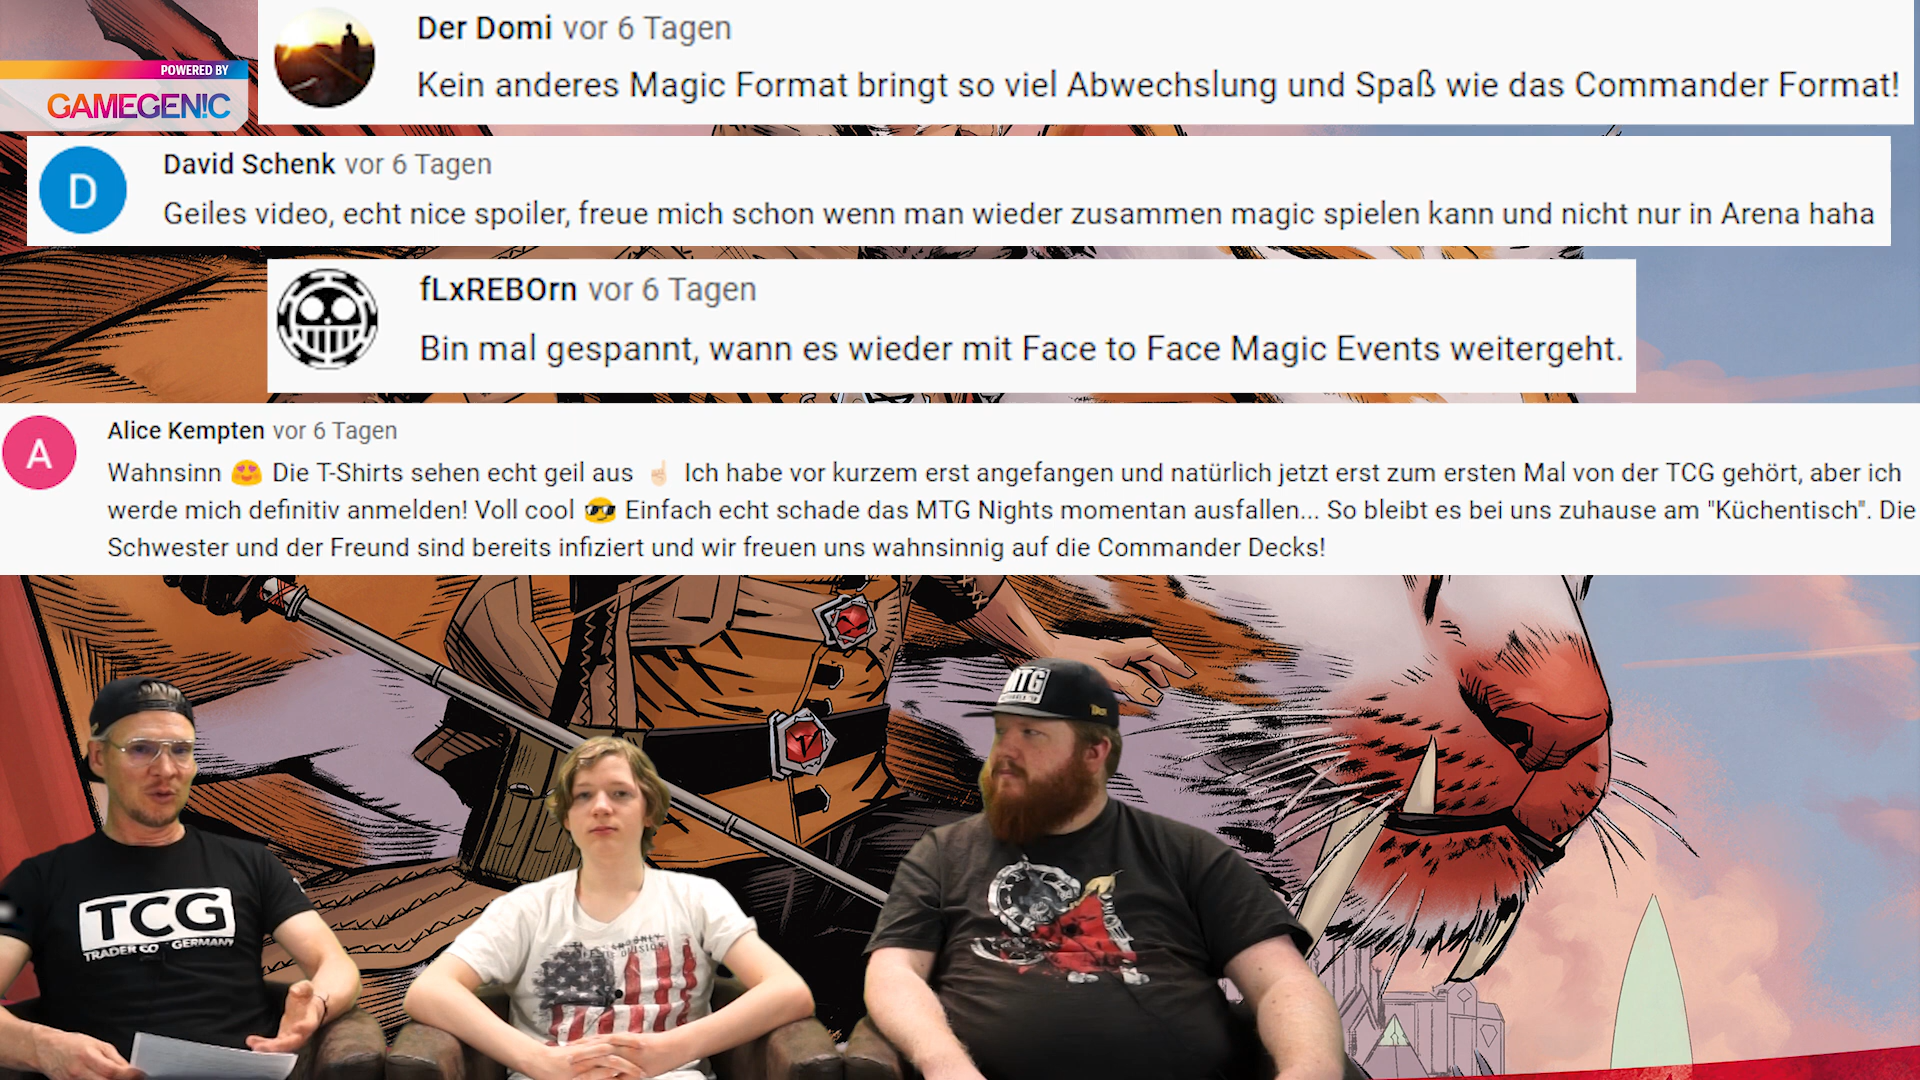 POWERED BY
GAMEGEN!C
Der Domi vor 6 Tagen
Kein anderes Magic Format bringt so viel Abwechslung und Spaß wie das Commander Format!
D
David Schenk vor 6 Tagen
Geiles video, echt nice spoiler, freue mich schon wenn man wieder zusammen magic spielen kann und nicht nur in Arena haha
fLxREBOrn vor 6 Tagen
Bin mal gespannt, wann es wieder mit Face to Face Magic Events weitergeht.
A
Alice Kempten vor 6 Tagen
Wahnsinn 😍 Die T-Shirts sehen echt geil aus ☝🏻 Ich habe vor kurzem erst angefangen und natürlich jetzt erst zum ersten Mal von der TCG gehört, aber ich
werde mich definitiv anmelden! Voll cool 😎 Einfach echt schade das MTG Nights momentan ausfallen... So bleibt es bei uns zuhause am "Küchentisch". Die
Schwester und der Freund sind bereits infiziert und wir freuen uns wahnsinnig auf die Commander Decks!
MTG
TCG
TRADER CO GERMANY